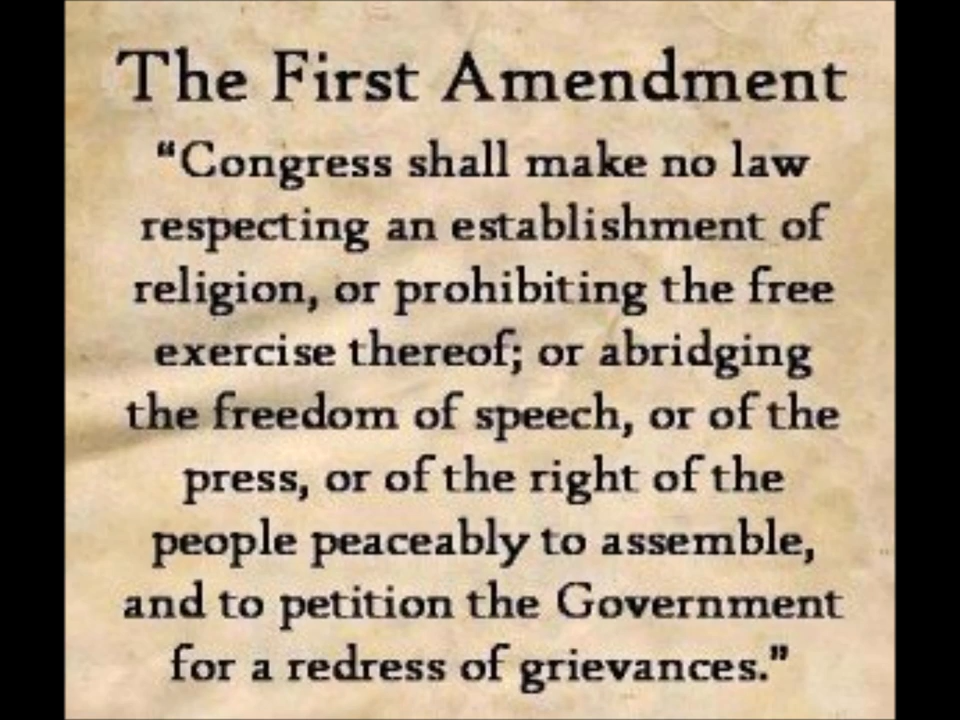 The First Amendment
“Congress shall make no law
respecting an establishment of
religion, or prohibiting the free
exercise thereof; or abridging
the freedom of speech, or of the
press, or of the right of the
people peaceably to assemble,
and to petition the Government
for a redress of grievances.”